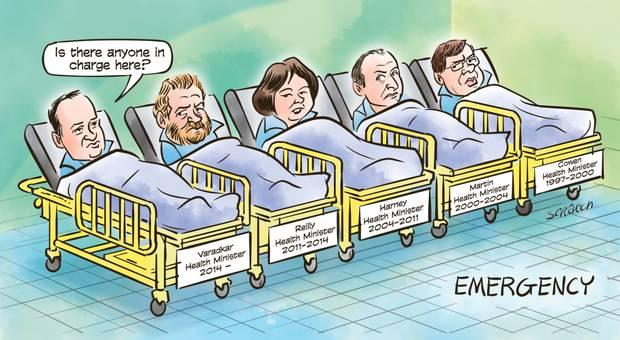 Is there anyone in
charge here?
Varadkar
Health Minister
2014 -
Reilly
Health Minister
2011-2014
Harney
Health Minister
2004-2011
Martin
Health Minister
2000-2004
Cowen
Health Minister
1997-2000
EMERGENCY